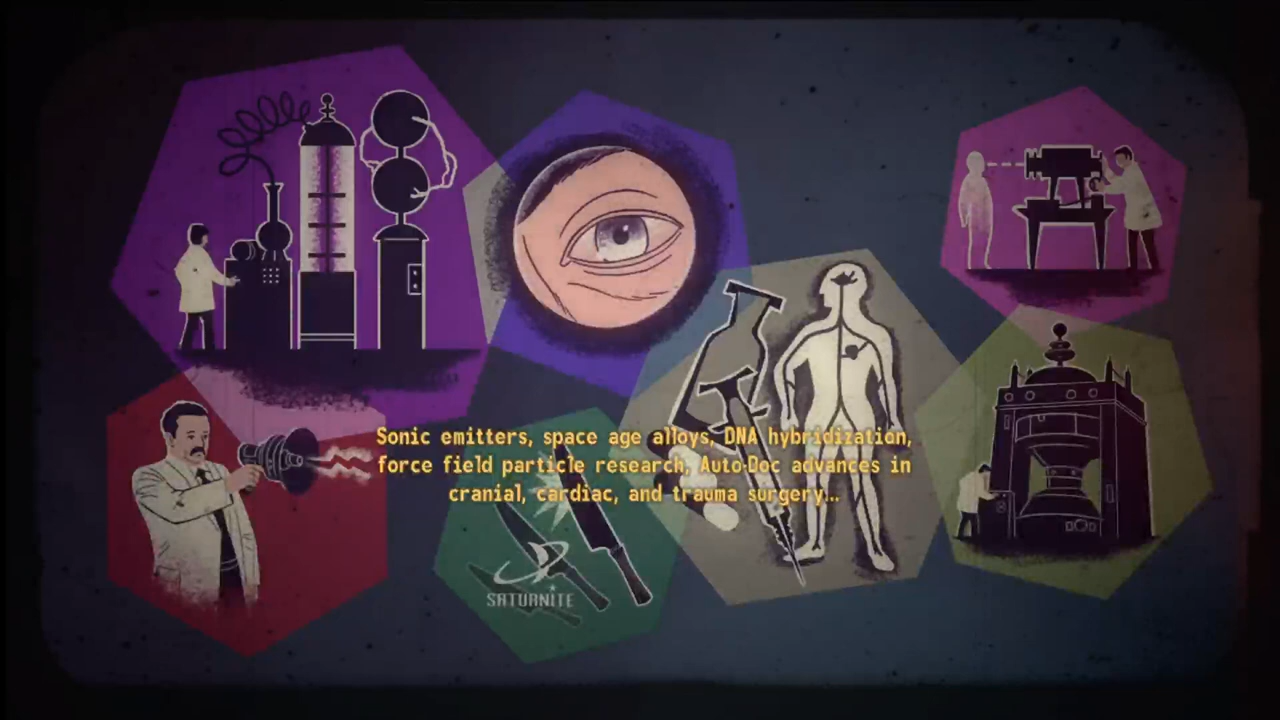 Sonic emitters, space age alloys, DNA hybridization,
force field particle research, Auto-Doc advances in
cranial, cardiac, and trauma surgery...
SATURNITE